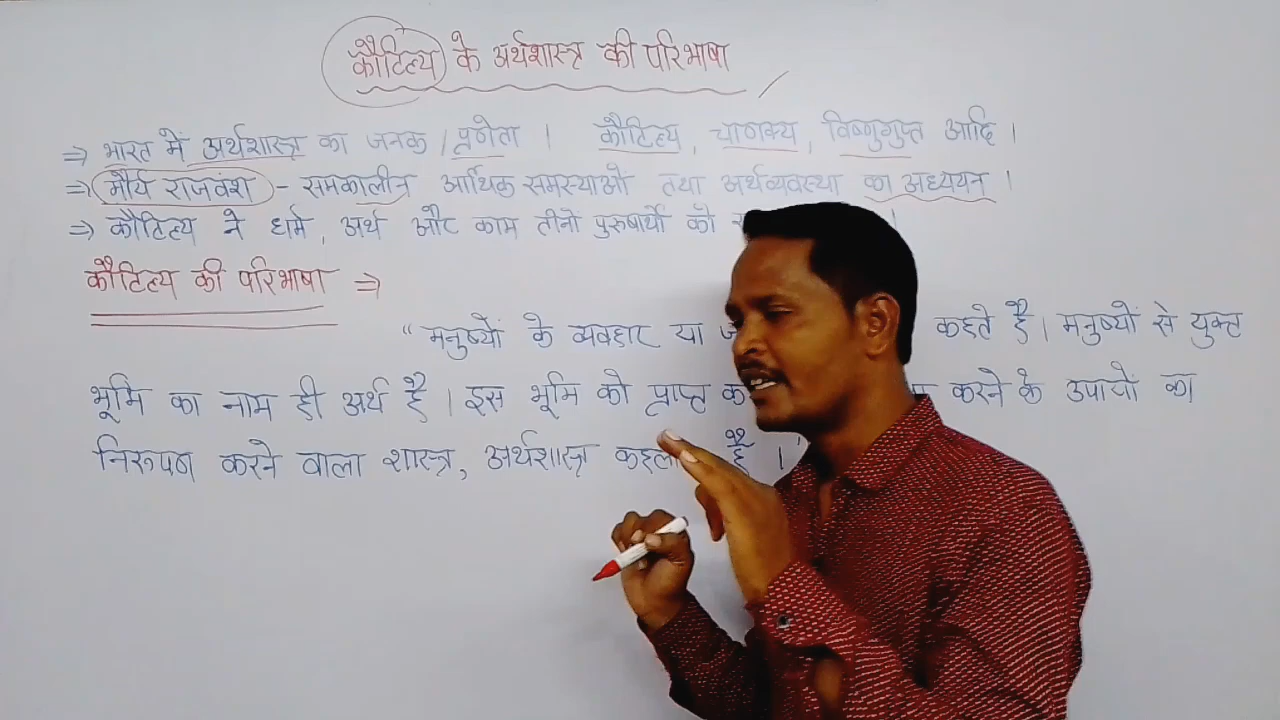 कौटिल्य के अर्थशास्त्र की परिभाषा
⇒ भारत में अर्थशास्त्र का जनक / प्रणेता । कौटिल्य, चाणक्य, विष्णुगुप्त आदि ।
⇒ मौर्य राजवंश - समकालीन आर्थिक समस्याओं तथा अर्थव्यवस्था का अध्ययन ।
⇒ कौटिल्य ने धर्म, अर्थ और काम तीनो पुरुषार्थों को
कौटिल्य की परिभाषा ⇒
"मनुष्यों के व्यवहार या कहते हैं । मनुष्यों से युक्त
भूमि का नाम ही अर्थ है । इस भूमि को प्राप्त करने के उपायों का
निरूपण करने वाला शास्त्र, अर्थशास्त्र है ।